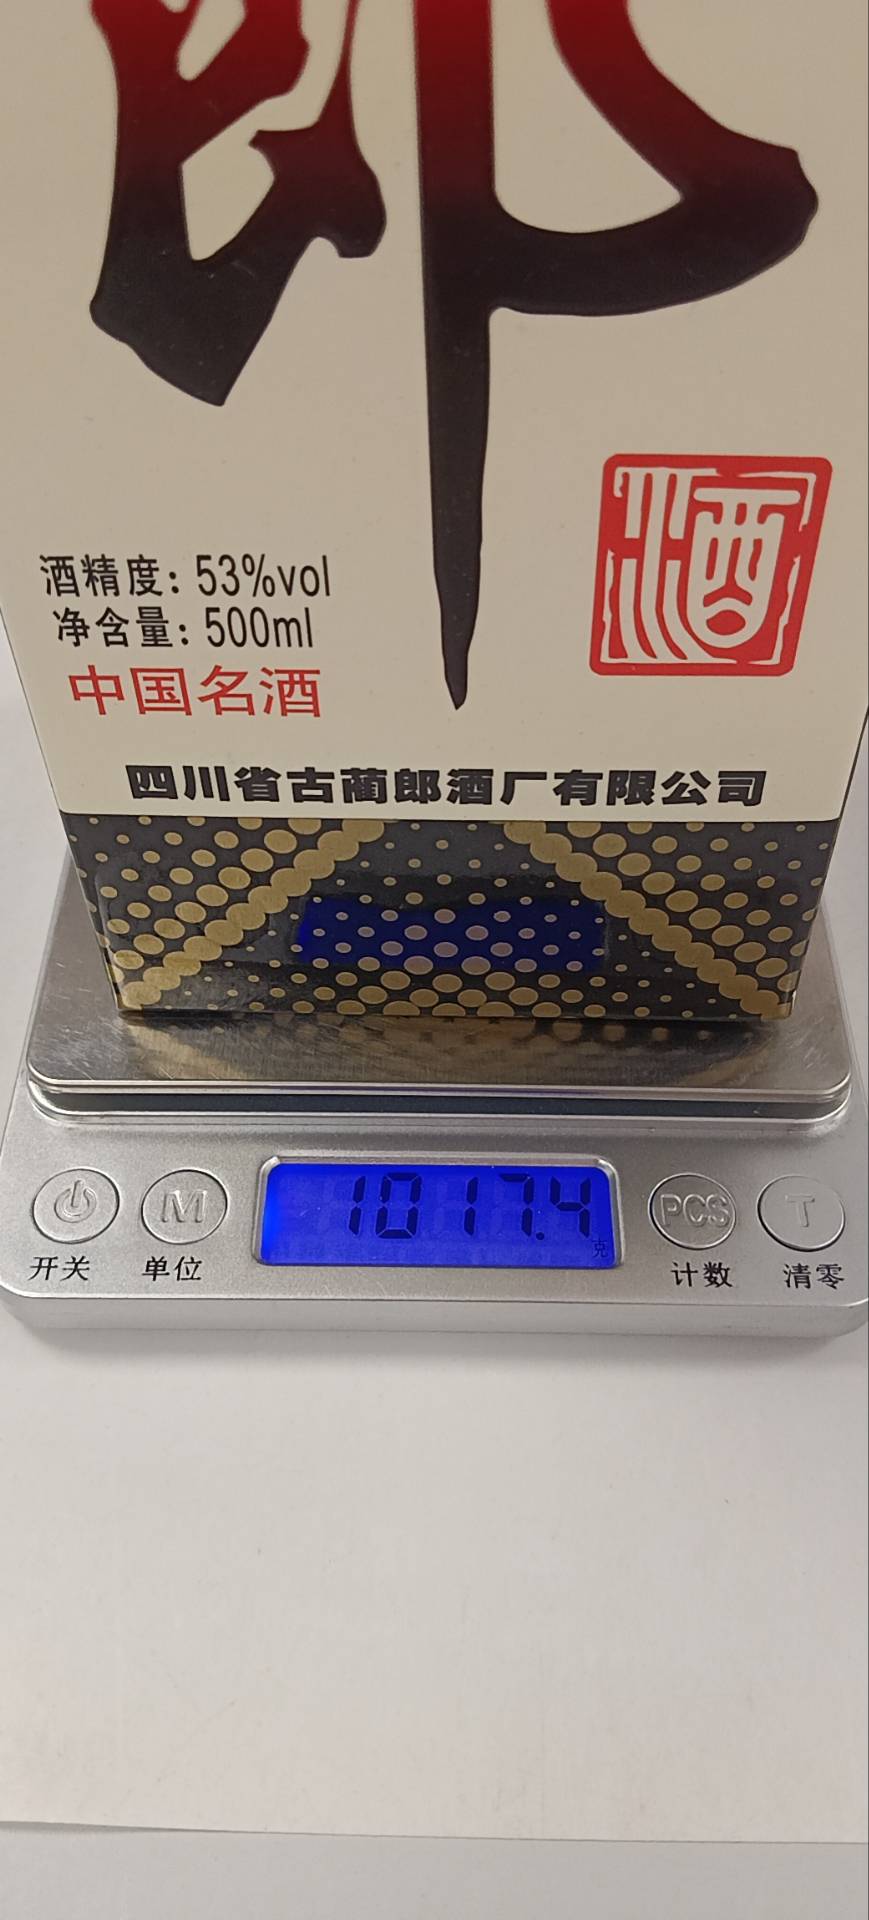 郎
酒
酒精度: 53%vol
净含量: 500ml
中国名酒
四川省古蔺郎酒厂有限公司
M 1017.4 克 PCS T
开关 单位 计数 清零